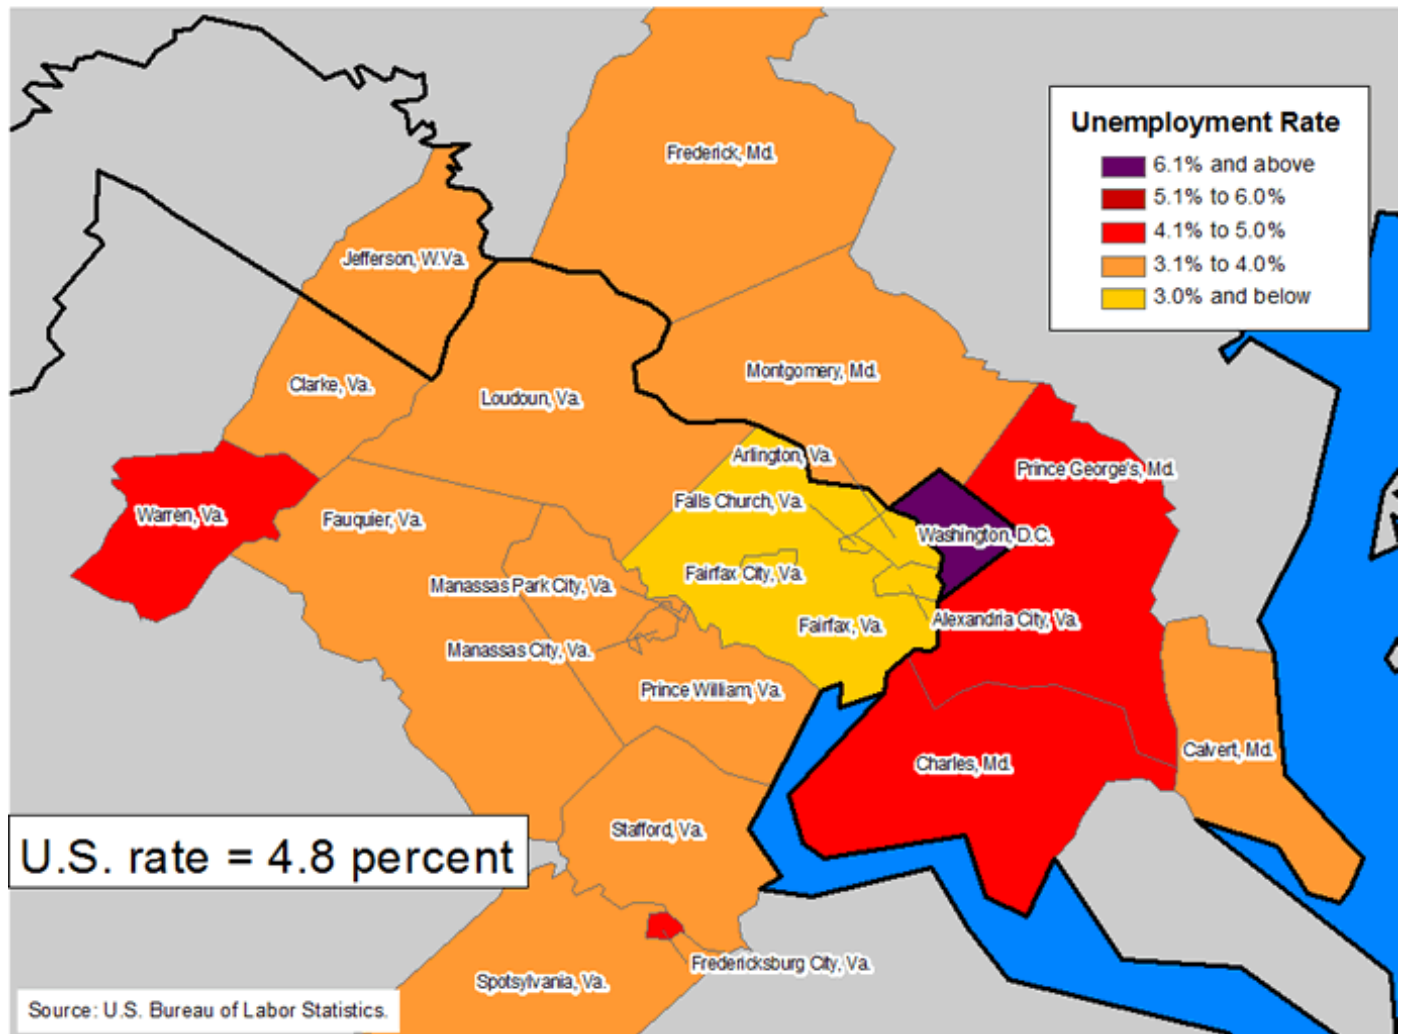 Frederick, Md.
Unemployment Rate
6.1% and above
5.1% to 6.0%
4.1% to 5.0%
3.1% to 4.0%
3.0% and below
Jefferson, W.Va.
Clarke, Va.
Loudoun, Va.
Montgomery, Md.
Arlington, Va.
Prince George's, Md.
Falls Church, Va.
Warren, Va.
Fauquier, Va.
Washington, D.C.
Fairfax City, Va.
Manassas Park City, Va.
Fairfax, Va.
Alexandria City, Va.
Manassas City, Va.
Prince William, Va.
Charles, Md.
Calvert, Md.
Stafford, Va.
U.S. rate = 4.8 percent
Fredericksburg City, Va.
Spotsylvania, Va.
Source: U.S. Bureau of Labor Statistics.